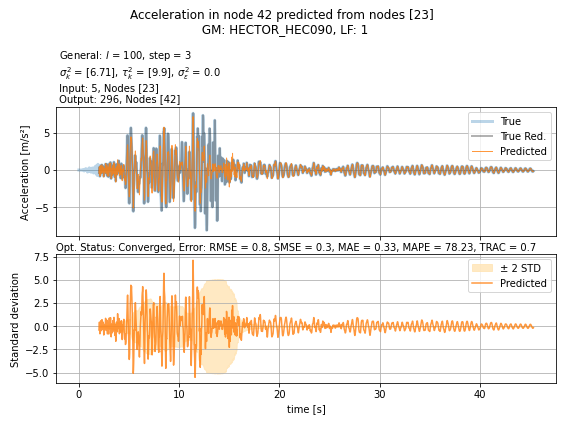 Acceleration in node 42 predicted from nodes [23]
GM: HECTOR_HEC090, LF: 1
General: l = 100, step = 3
σ²ₖ = [6.71], τ²ₖ = [9.9], σ²ε = 0.0
Input: 5, Nodes [23]
Output: 296, Nodes [42]
Acceleration [m/s²]
5
0
−5
True
True Red.
Predicted
Opt. Status: Converged, Error: RMSE = 0.8, SMSE = 0.3, MAE = 0.33, MAPE = 78.23, TRAC = 0.7
Standard deviation
7.5
5.0
2.5
0.0
−2.5
−5.0
± 2 STD
Predicted
0 10 20 30 40
time [s]